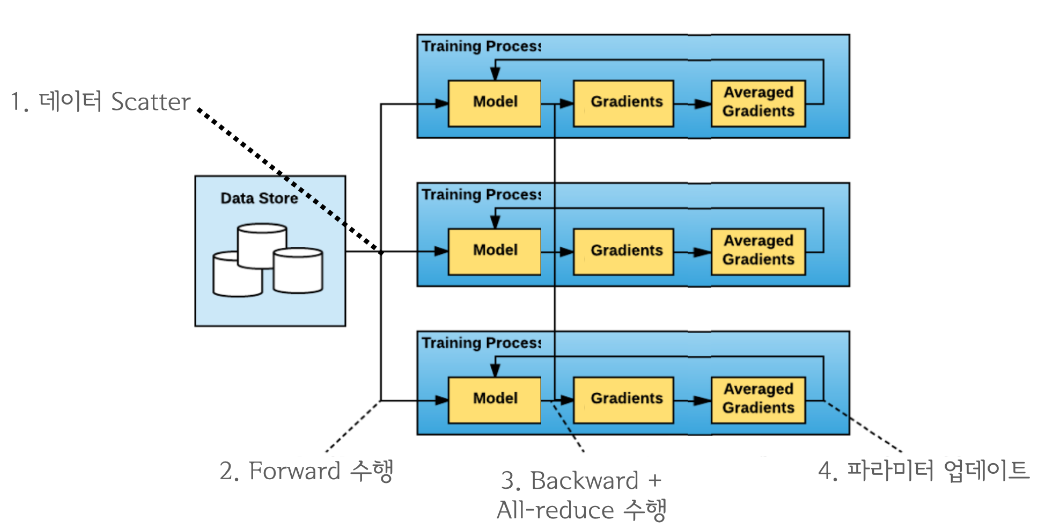 Training Process
Model
Gradients
Averaged
Gradients
1. 데이터 Scatter
Training Process
Data Store
Model
Gradients
Averaged
Gradients
Training Process
Model
Gradients
Averaged
Gradients
2. Forward 수행
3. Backward +
All-reduce 수행
4. 파라미터 업데이트